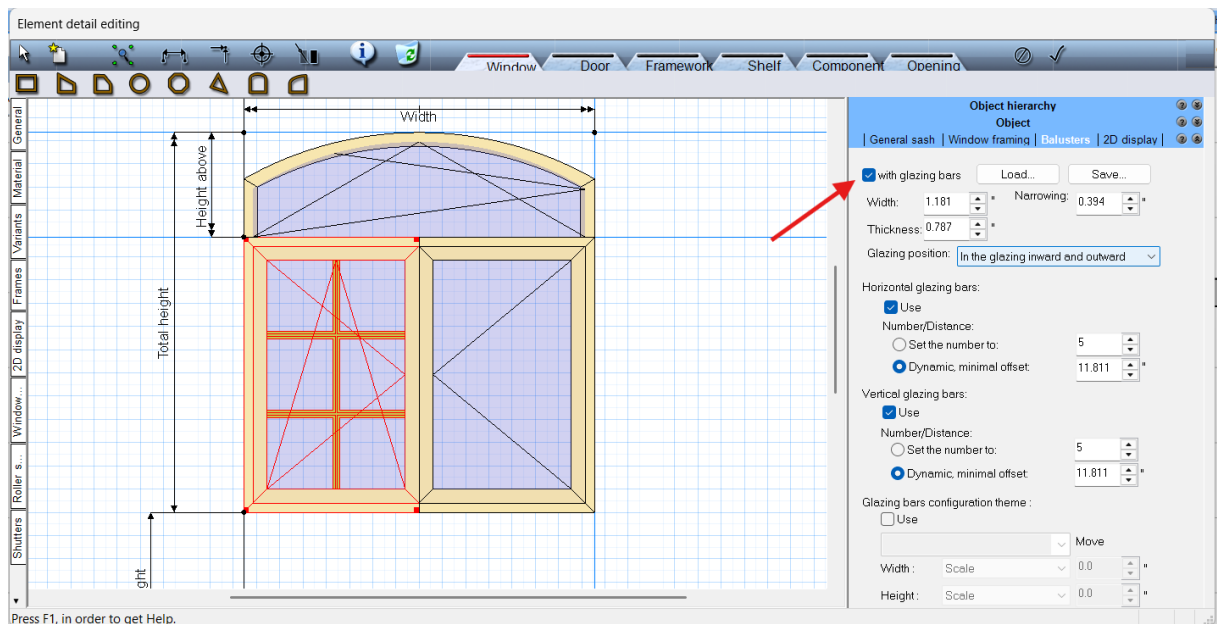 Element detail editing
Window Door Framework Shelf Component Opening
General
Material
Variants
Frames
2D display
Window...
Roller s...
Shutters
Width
Height above
Total height
ght
Object hierarchy
Object
General sash | Window framing | Balusters | 2D display
with glazing bars Load... Save...
Width: 1.181 " Narrowing: 0.394 "
Thickness: 0.787 "
Glazing position: In the glazing inward and outward
Horizontal glazing bars:
Use
Number/Distance:
Set the number to: 5
Dynamic, minimal offset: 11.811 "
Vertical glazing bars:
Use
Number/Distance:
Set the number to: 5
Dynamic, minimal offset: 11.811 "
Glazing bars configuration theme :
Use
Move
Width : Scale 0.0 "
Height : Scale 0.0 "
Press F1, in order to get Help.